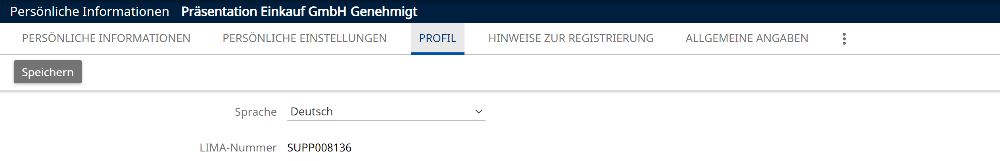 Persönliche Informationen Präsentation Einkauf GmbH Genehmigt
PERSÖNLICHE INFORMATIONEN PERSÖNLICHE EINSTELLUNGEN PROFIL HINWEISE ZUR REGISTRIERUNG ALLGEMEINE ANGABEN
Speichern
Sprache Deutsch
LIMA-Nummer SUPP008136